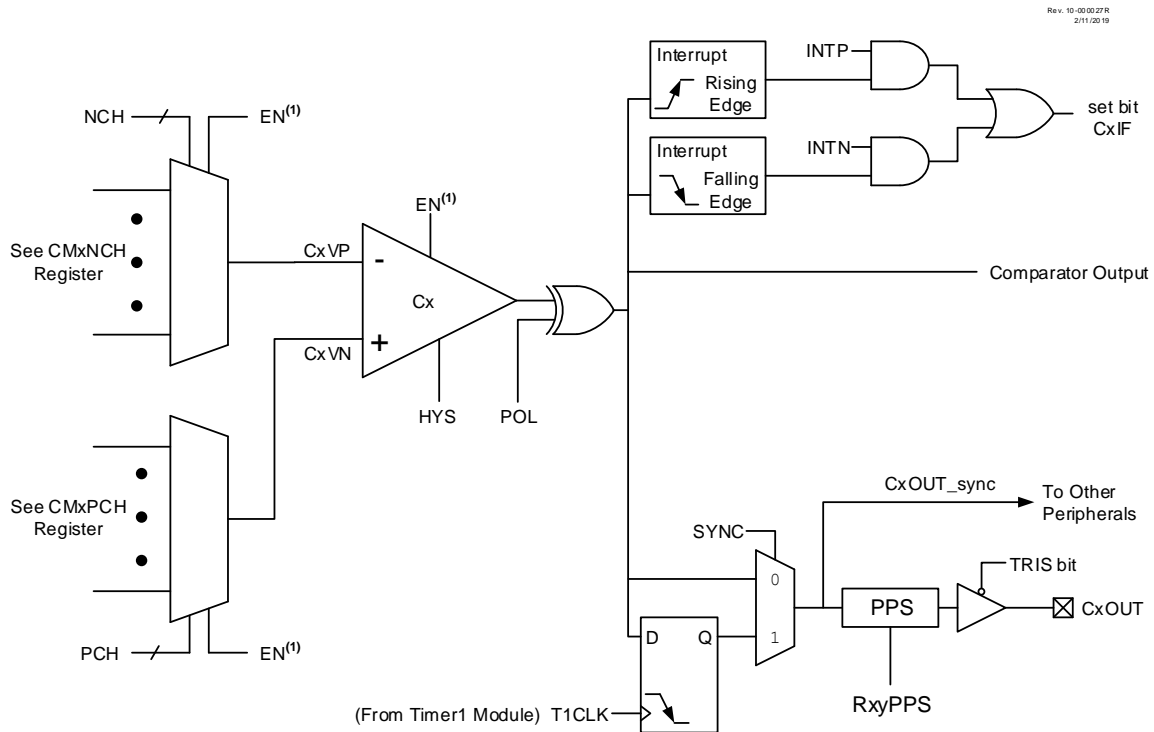 Rev. 10-000027R
2/11/2019
Interrupt
Rising
Edge
INTP
set bit
CxIF
Interrupt
Falling
Edge
INTN
NCH
EN(1)
See CMxNCH
Register
CxVP
EN(1)
-
Cx
+
CxVN
HYS
POL
Comparator Output
See CMxPCH
Register
PCH
EN(1)
CxOUT_sync
To Other
Peripherals
SYNC
0
1
TRIS bit
PPS
CxOUT
RxyPPS
D Q
(From Timer1 Module) T1CLK